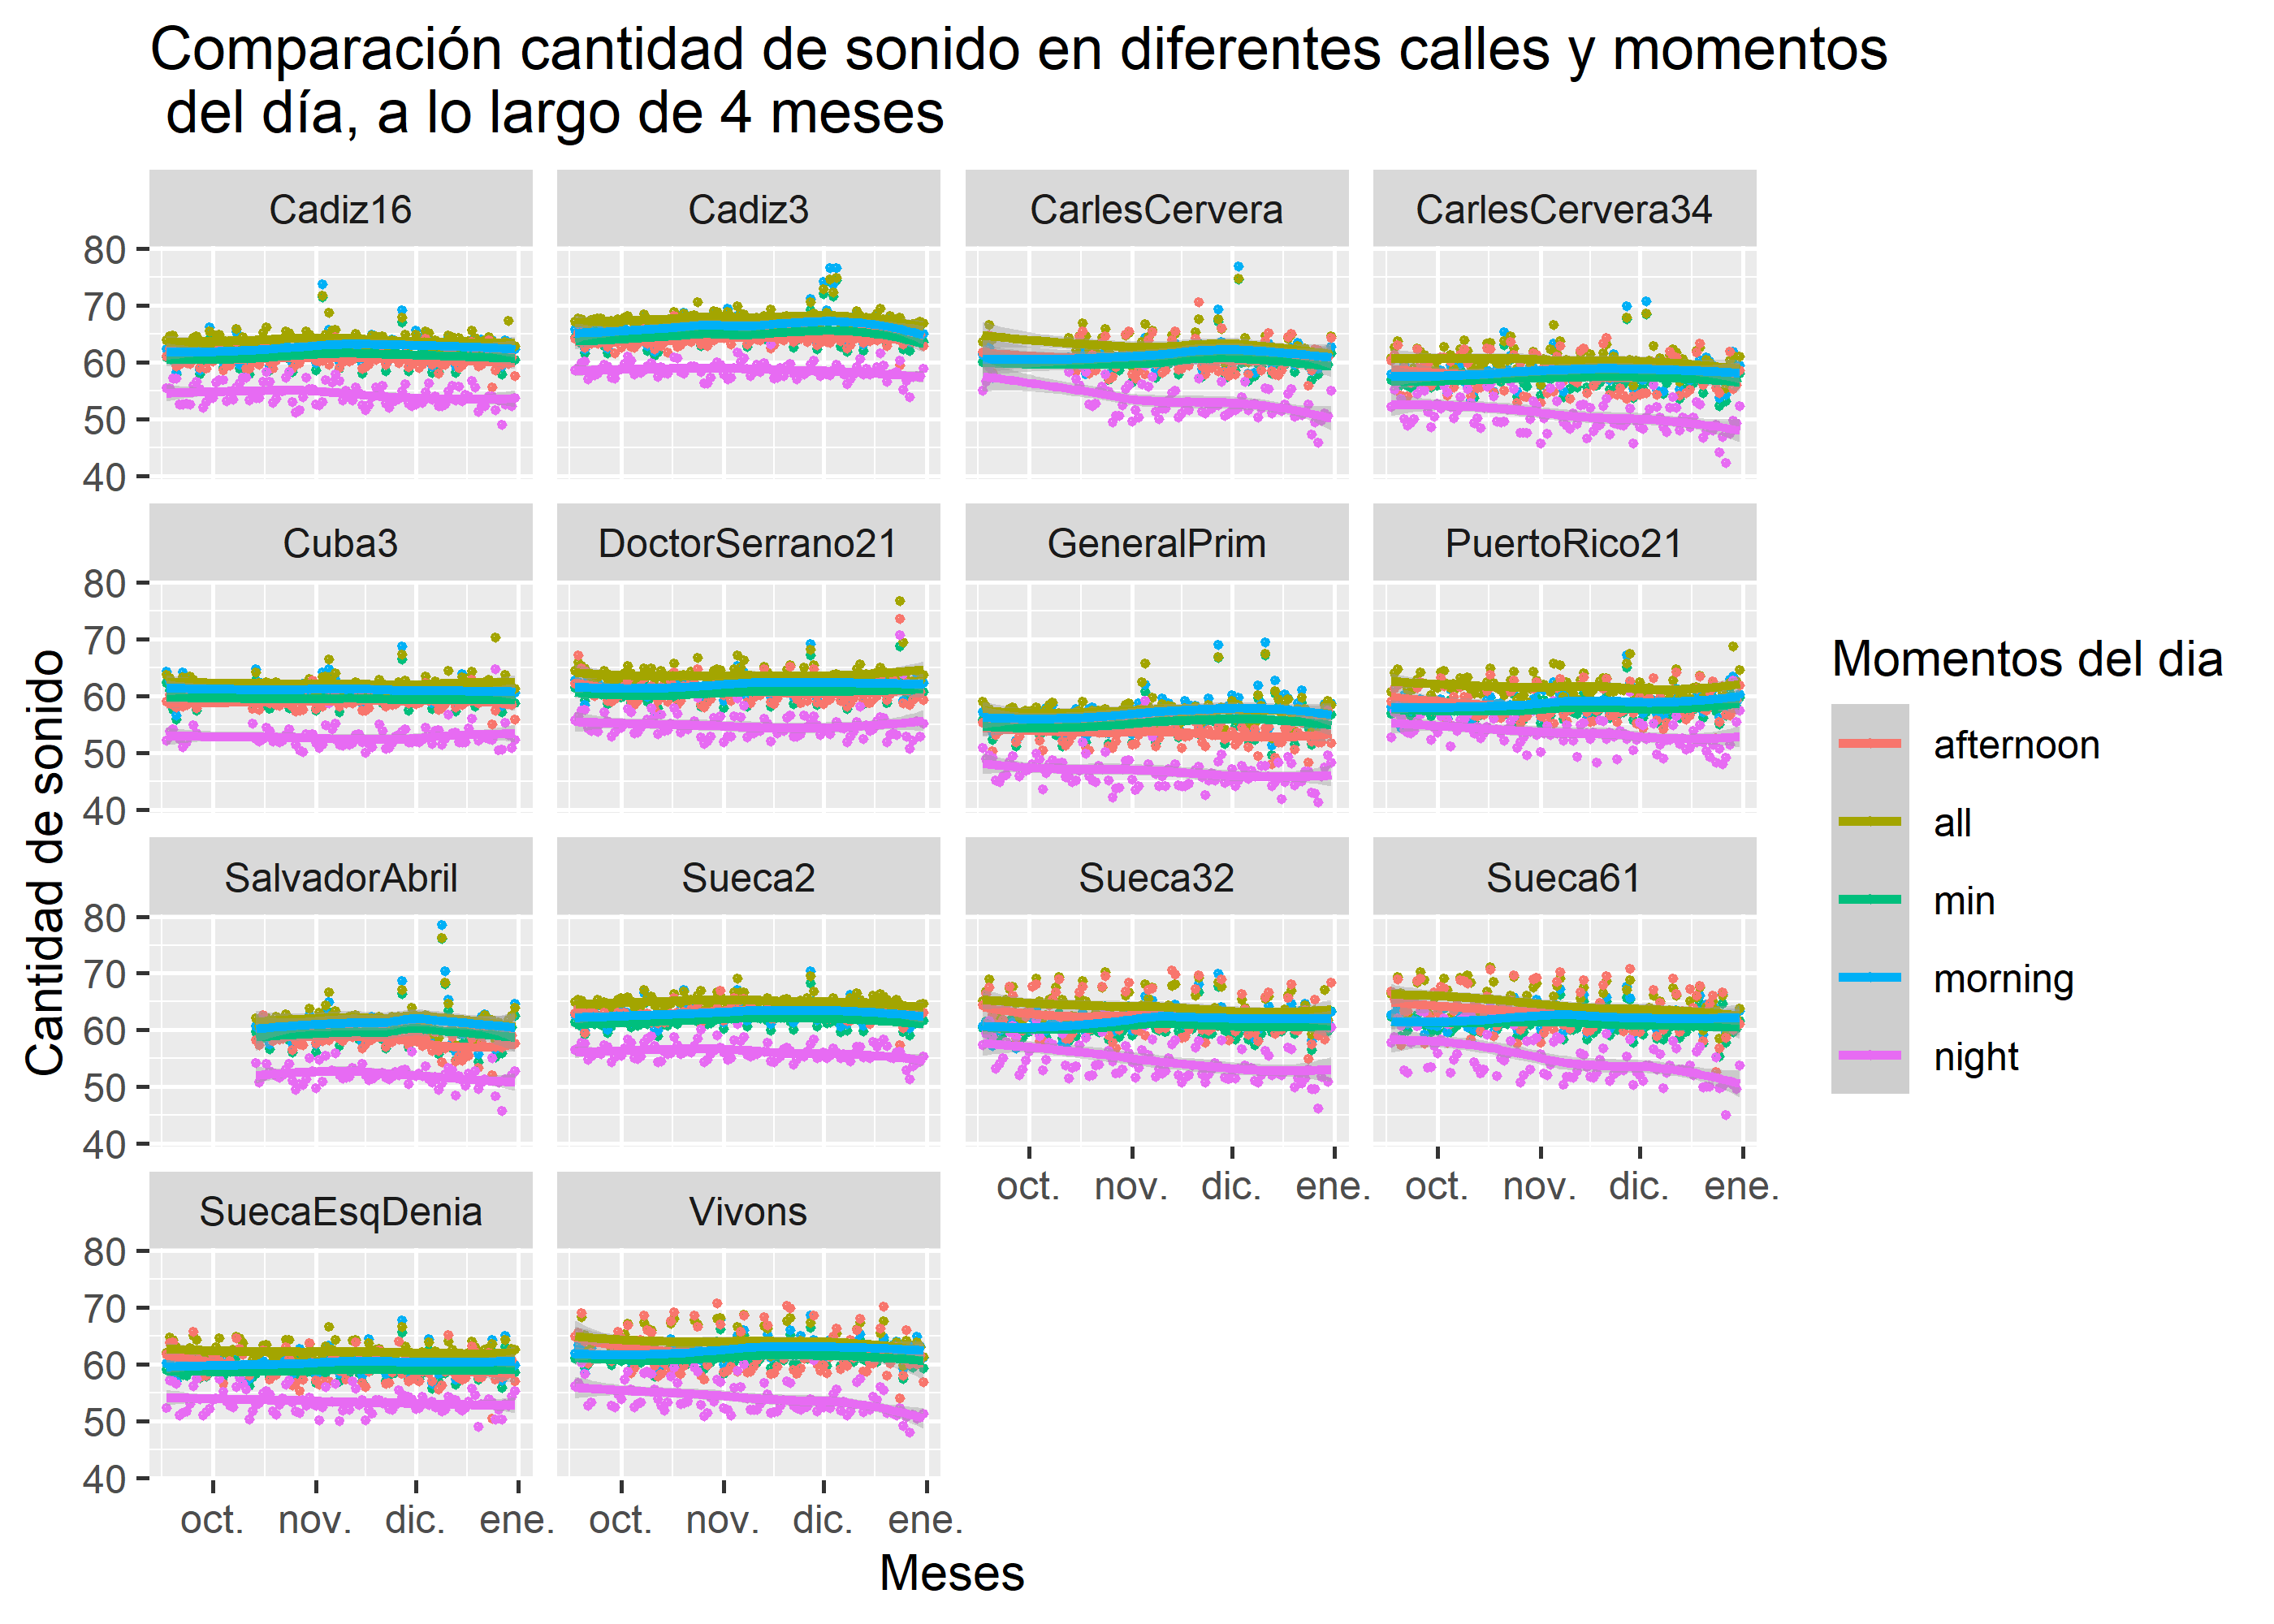 Comparación cantidad de sonido en diferentes calles y momentos
del día, a lo largo de 4 meses
Cadiz16 Cadiz3 CarlesCervera CarlesCervera34
80
70
60
50
40
Cuba3 DoctorSerrano21 GeneralPrim PuertoRico21
80
70
60
50
40
SalvadorAbril Sueca2 Sueca32 Sueca61
80
70
60
50
40
oct. nov. dic. ene. oct. nov. dic. ene.
SuecaEsqDenia Vivons
80
70
60
50
40
oct. nov. dic. ene. oct. nov. dic. ene.
Meses
Cantidad de sonido
Momentos del dia
afternoon
all
min
morning
night